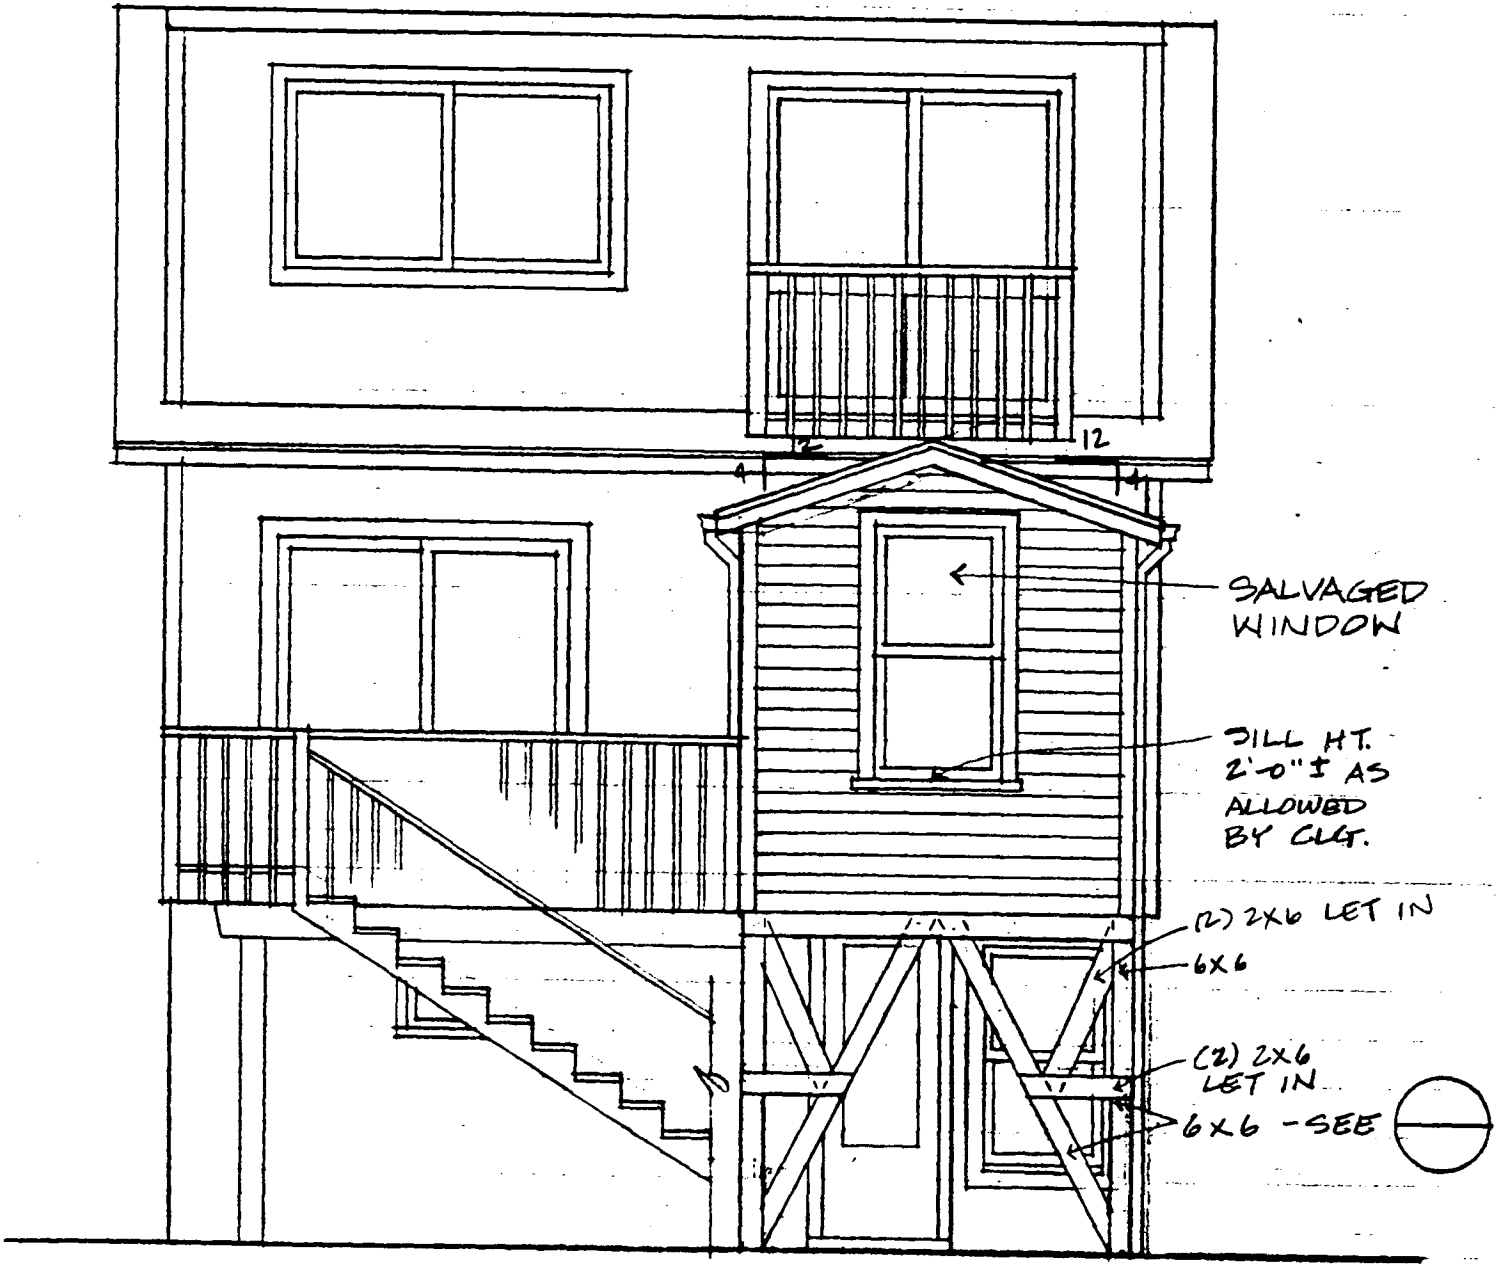 12
12
4
4
SALVAGED
WINDOW
SILL HT.
2'-0" ± AS
ALLOWED
BY CLG.
(2) 2X6 LET IN
6X6
(2) 2X6
LET IN
6X6 - SEE